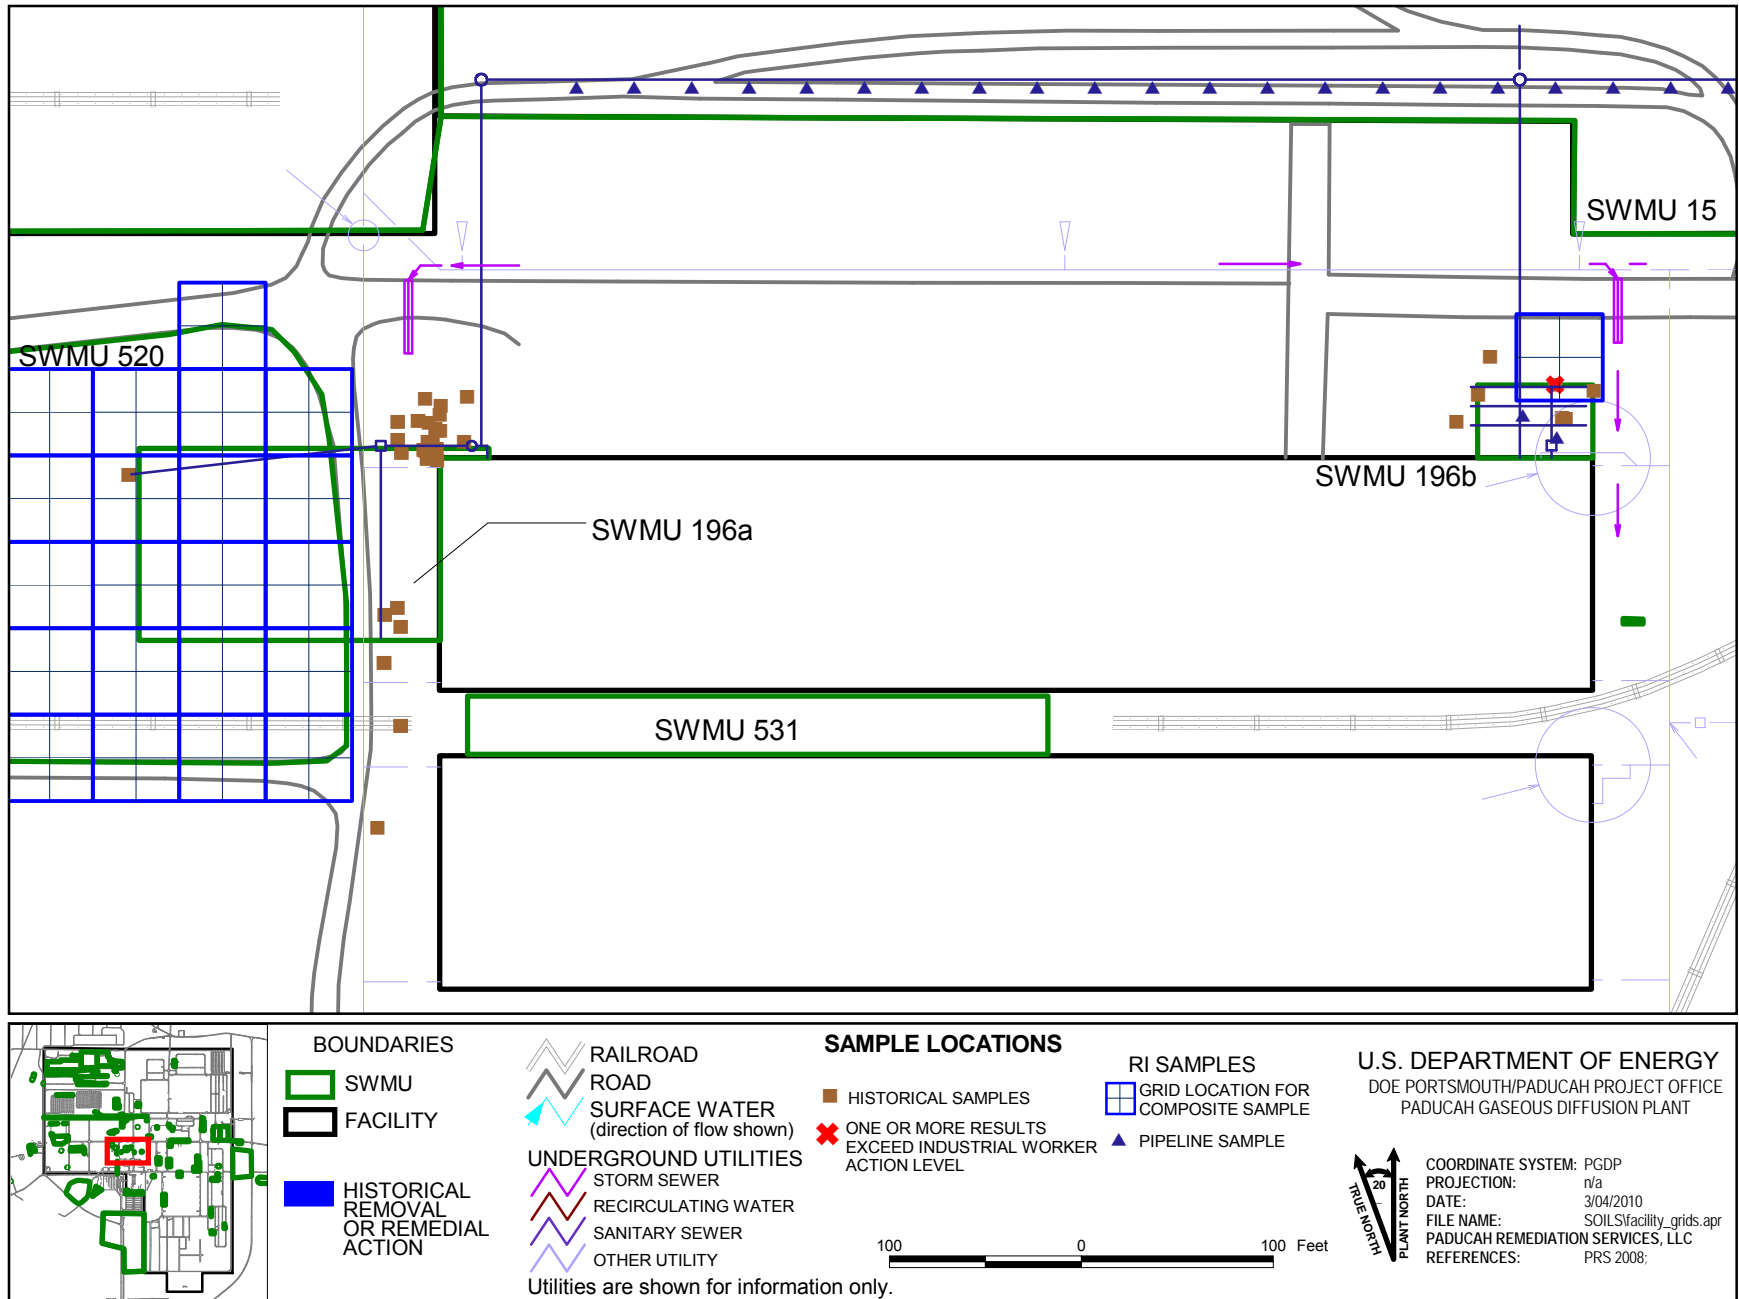 SWMU 15
SWMU 520
SWMU 196b
SWMU 196a
SWMU 531
BOUNDARIES
SWMU
FACILITY
HISTORICAL
REMOVAL
OR REMEDIAL
ACTION
RAILROAD
ROAD
SURFACE WATER
(direction of flow shown)
UNDERGROUND UTILITIES
STORM SEWER
RECIRCULATING WATER
SANITARY SEWER
OTHER UTILITY
Utilities are shown for information only.
SAMPLE LOCATIONS
HISTORICAL SAMPLES
ONE OR MORE RESULTS
EXCEED INDUSTRIAL WORKER
ACTION LEVEL
RI SAMPLES
GRID LOCATION FOR
COMPOSITE SAMPLE
PIPELINE SAMPLE
100 0 100 Feet
U.S. DEPARTMENT OF ENERGY
DOE PORTSMOUTH/PADUCAH PROJECT OFFICE
PADUCAH GASEOUS DIFFUSION PLANT
TRUE NORTH
20
PLANT NORTH
COORDINATE SYSTEM: PGDP
PROJECTION: n/a
DATE: 3/04/2010
FILE NAME: SOILS\facility_grids.apr
PADUCAH REMEDIATION SERVICES, LLC
REFERENCES: PRS 2008;